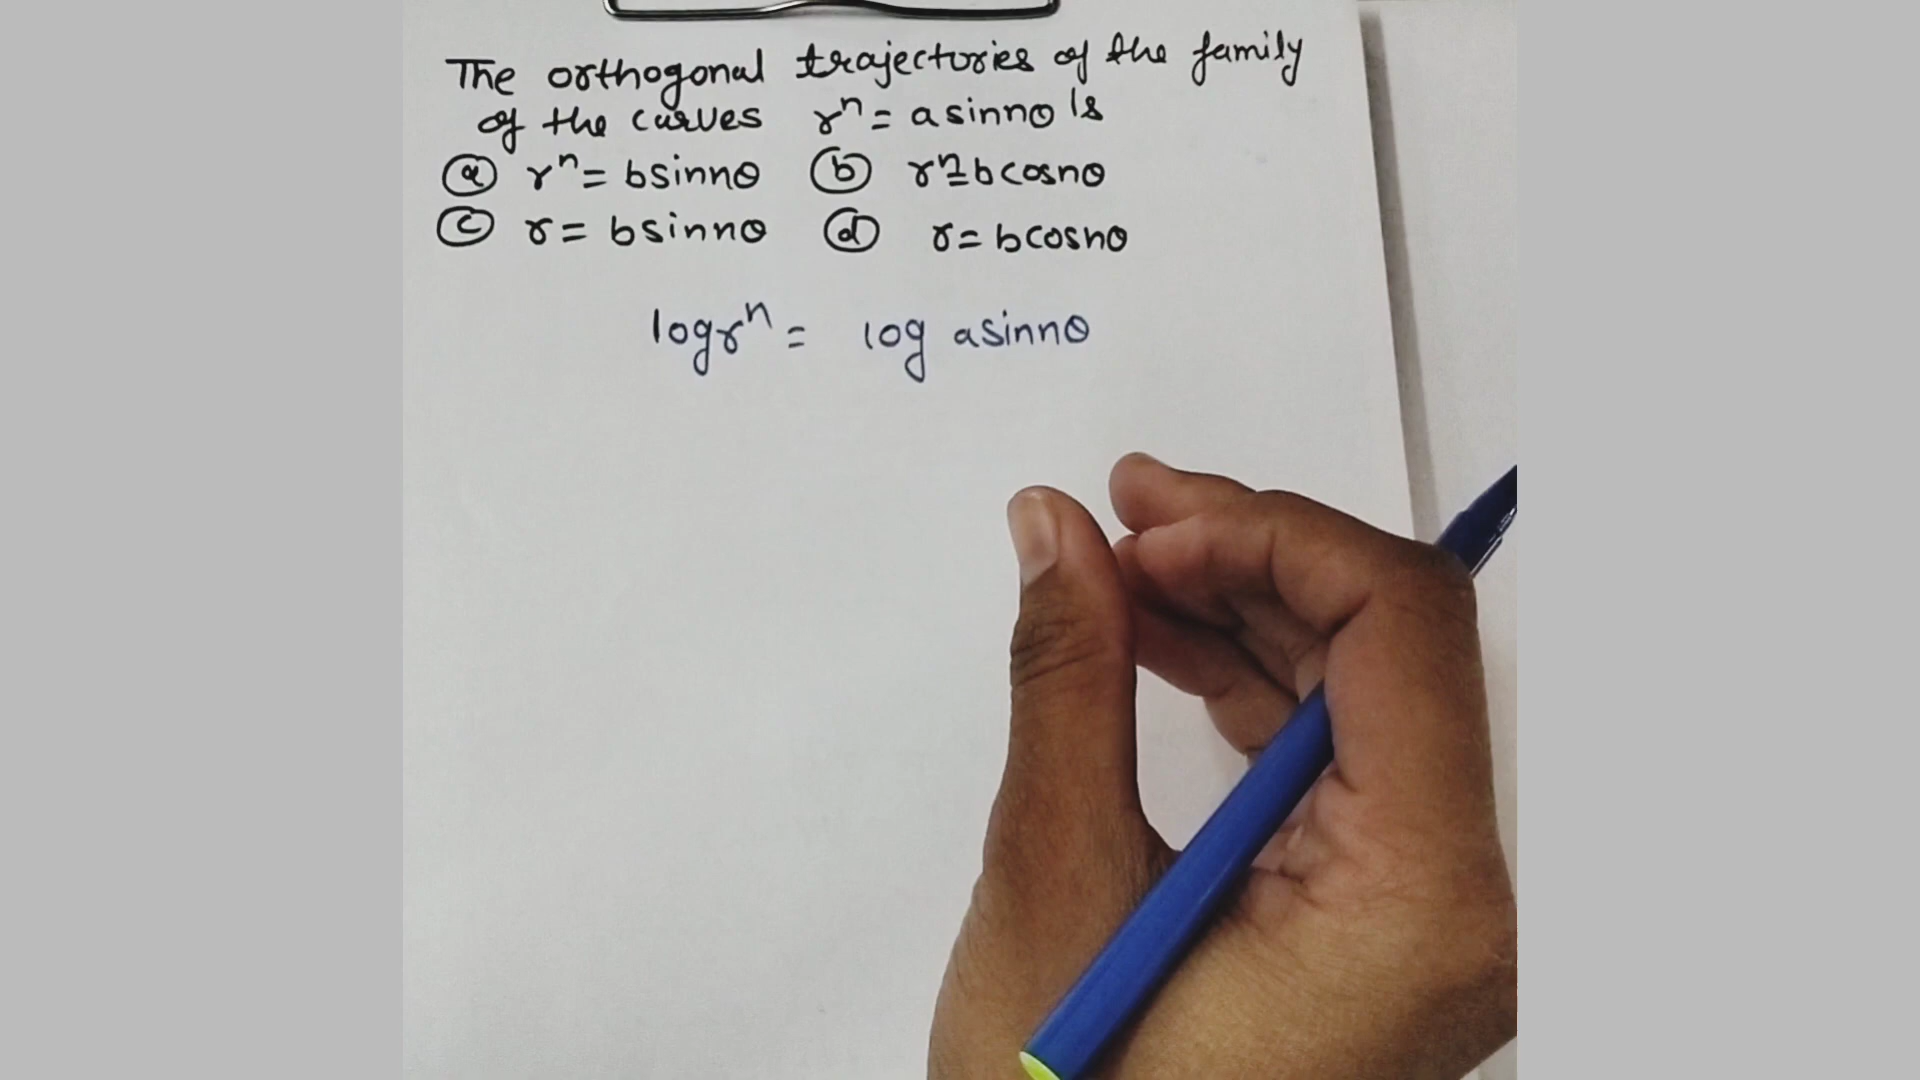 The orthogonal trajectories of the family
of the curves rⁿ = a sin nθ is
(a) rⁿ = b sin nθ (b) rⁿ = b cos nθ
(c) r = b sin nθ (d) r = b cos nθ
log rⁿ = log a sin nθ